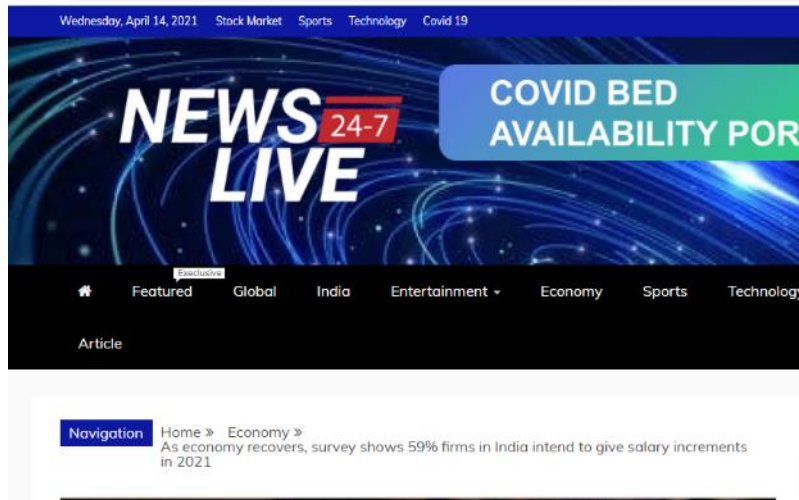 Wednesday, April 14, 2021 Stock Market Sports Technology Covid 19
NEWS 24-7
LIVE
COVID BED
AVAILABILITY POR
Execlusive
Featured Global India Entertainment Economy Sports Technology
Article
Navigation Home » Economy »
As economy recovers, survey shows 59% firms in India intend to give salary increments
in 2021